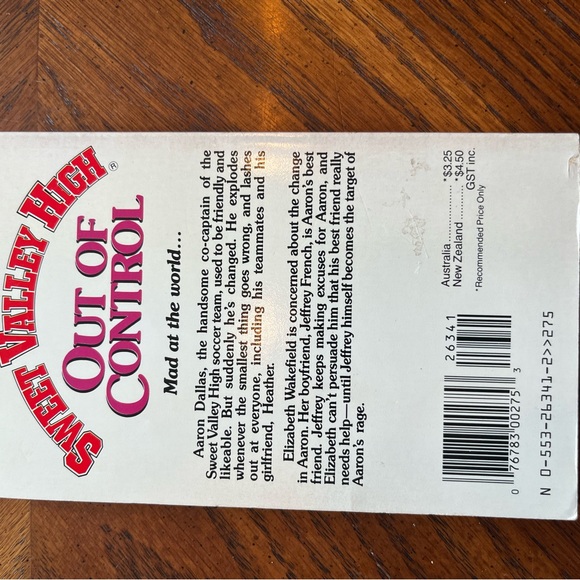 SWEET VALLEY HIGH®
OUT OF
CONTROL
Mad at the world...
Aaron Dallas, the handsome co-captain of the
Sweet Valley High soccer team, used to be friendly and
likeable. But suddenly he's changed. He explodes
whenever the smallest thing goes wrong, and lashes
out at everyone, including his teammates and his
girlfriend, Heather.
Elizabeth Wakefield is concerned about the change
in Aaron. Her boyfriend, Jeffrey French, is Aaron's best
friend. Jeffrey keeps making excuses for Aaron, and
Elizabeth can't persuade him that his best friend really
needs help—until Jeffrey himself becomes the target of
Aaron's rage.
Australia............*$3.25
New Zealand........*$4.50
GST inc.
*Recommended Price Only
26341
0 76783 00275 3
N 0-553-26341-2>>275